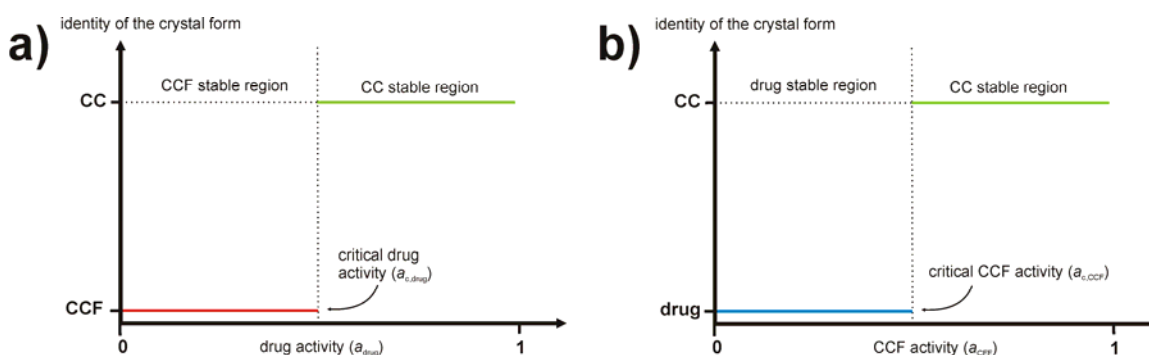 a)
identity of the crystal form
CCF stable region
CC stable region
CC
critical drug
activity (a_c,drug)
CCF
0
drug activity (a_drug)
1
b)
identity of the crystal form
drug stable region
CC stable region
CC
critical CCF activity (a_c,CCF)
drug
0
CCF activity (a_CCF)
1